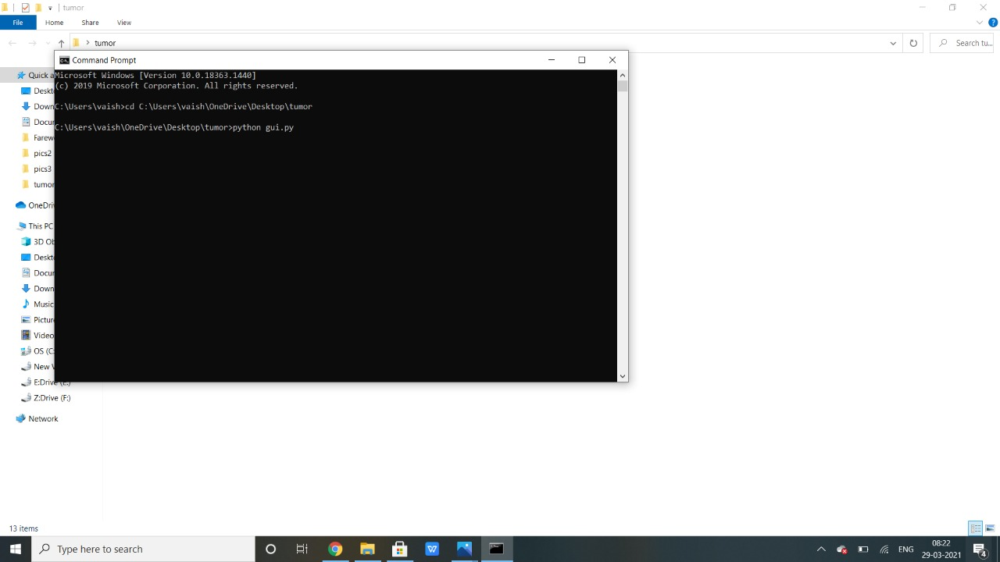 tumor
File Home Share View
tumor
Search tu...
Command Prompt
Microsoft Windows [Version 10.0.18363.1440]
(c) 2019 Microsoft Corporation. All rights reserved.
C:\Users\vaish>cd C:\Users\vaish\OneDrive\Desktop\tumor
C:\Users\vaish\OneDrive\Desktop\tumor>python gui.py
Quick a
Deskt
Down
Docu
Farew
pics2
pics3
tumor
OneDri
This PC
3D Ob
Deskt
Docu
Down
Music
Pictur
Video
OS (C:
New V
E:Drive (E:)
Z:Drive (F:)
Network
13 items
Type here to search
ENG
08:22
29-03-2021
4